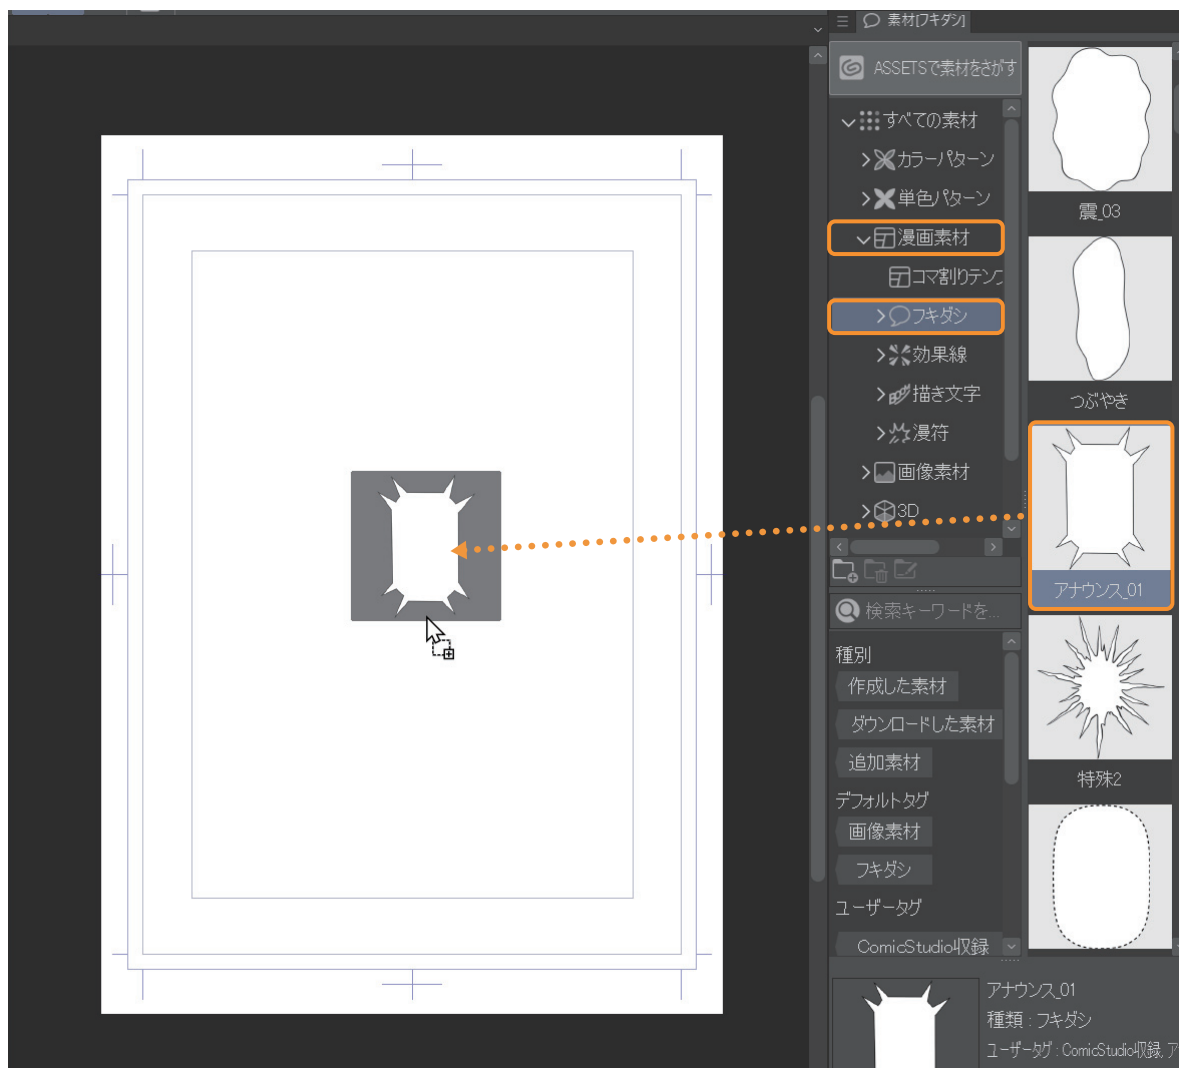 素材[フキダシ]
ASSETSで素材をさがす
すべての素材
カラーパターン
単色パターン
漫画素材
コマ割りテンプ
フキダシ
効果線
描き文字
漫符
画像素材
3D
検索キーワードを...
種別
作成した素材
ダウンロードした素材
追加素材
デフォルトタグ
画像素材
フキダシ
ユーザータグ
ComicStudio収録
震_03
つぶやき
アナウンス_01
特殊2
アナウンス_01
種類 : フキダシ
ユーザータグ : ComicStudio収録, ア